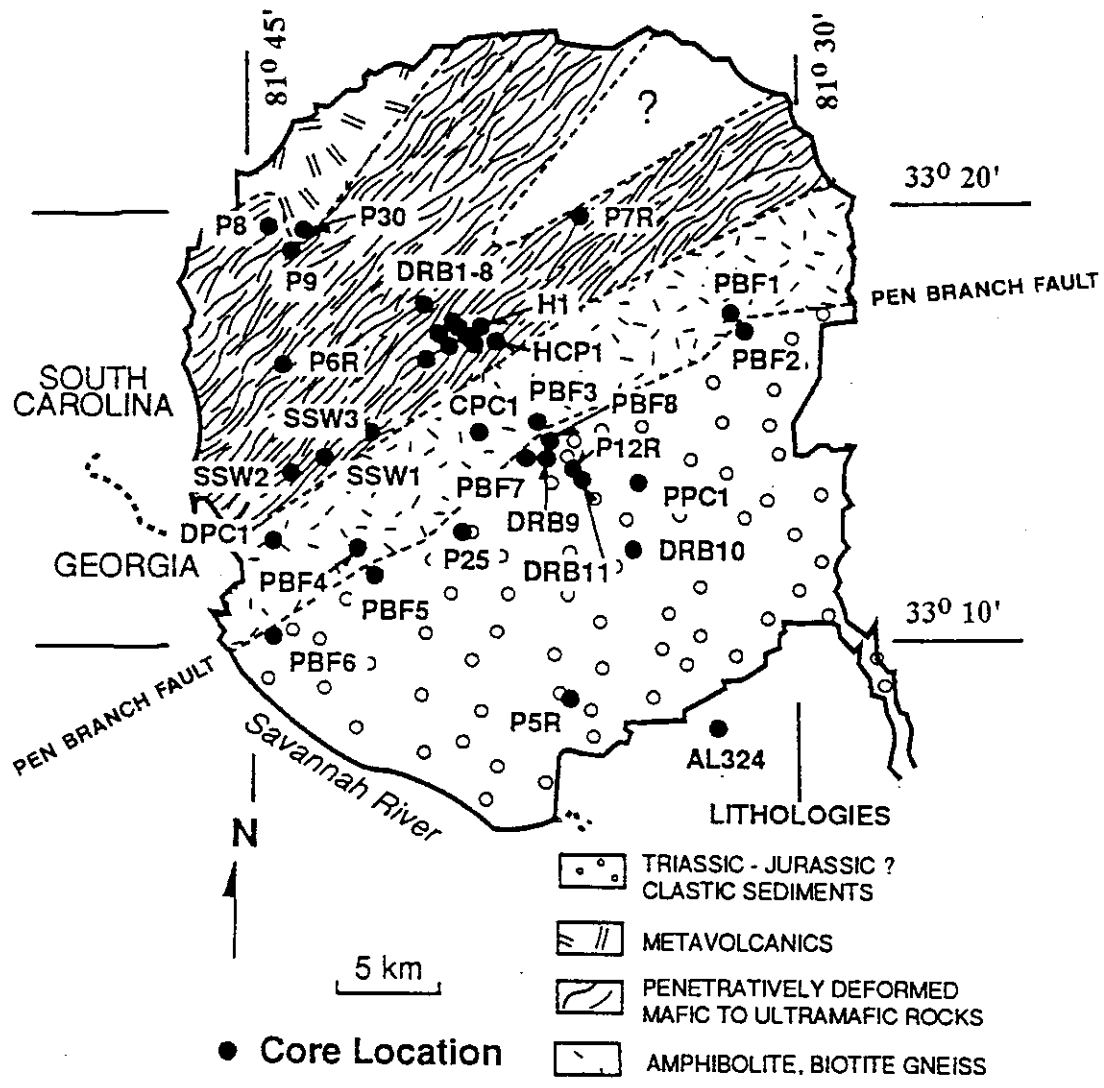 81° 45'
81° 30'
?
33° 20'
P8
P30
P7R
P9
DRB1-8
PBF1
PEN BRANCH FAULT
H1
PBF2
HCP1
P6R
SOUTH
CAROLINA
CPC1
PBF3
PBF8
SSW3
P12R
SSW2
SSW1
PBF7
PPC1
DRB9
DPC1
P25
DRB10
GEORGIA
PBF4
DRB11
PBF5
33° 10'
PBF6
PEN BRANCH FAULT
P5R
Savannah River
AL324
LITHOLOGIES
N
TRIASSIC - JURASSIC ?
CLASTIC SEDIMENTS
METAVOLCANICS
5 km
PENETRATIVELY DEFORMED
MAFIC TO ULTRAMAFIC ROCKS
Core Location
AMPHIBOLITE, BIOTITE GNEISS